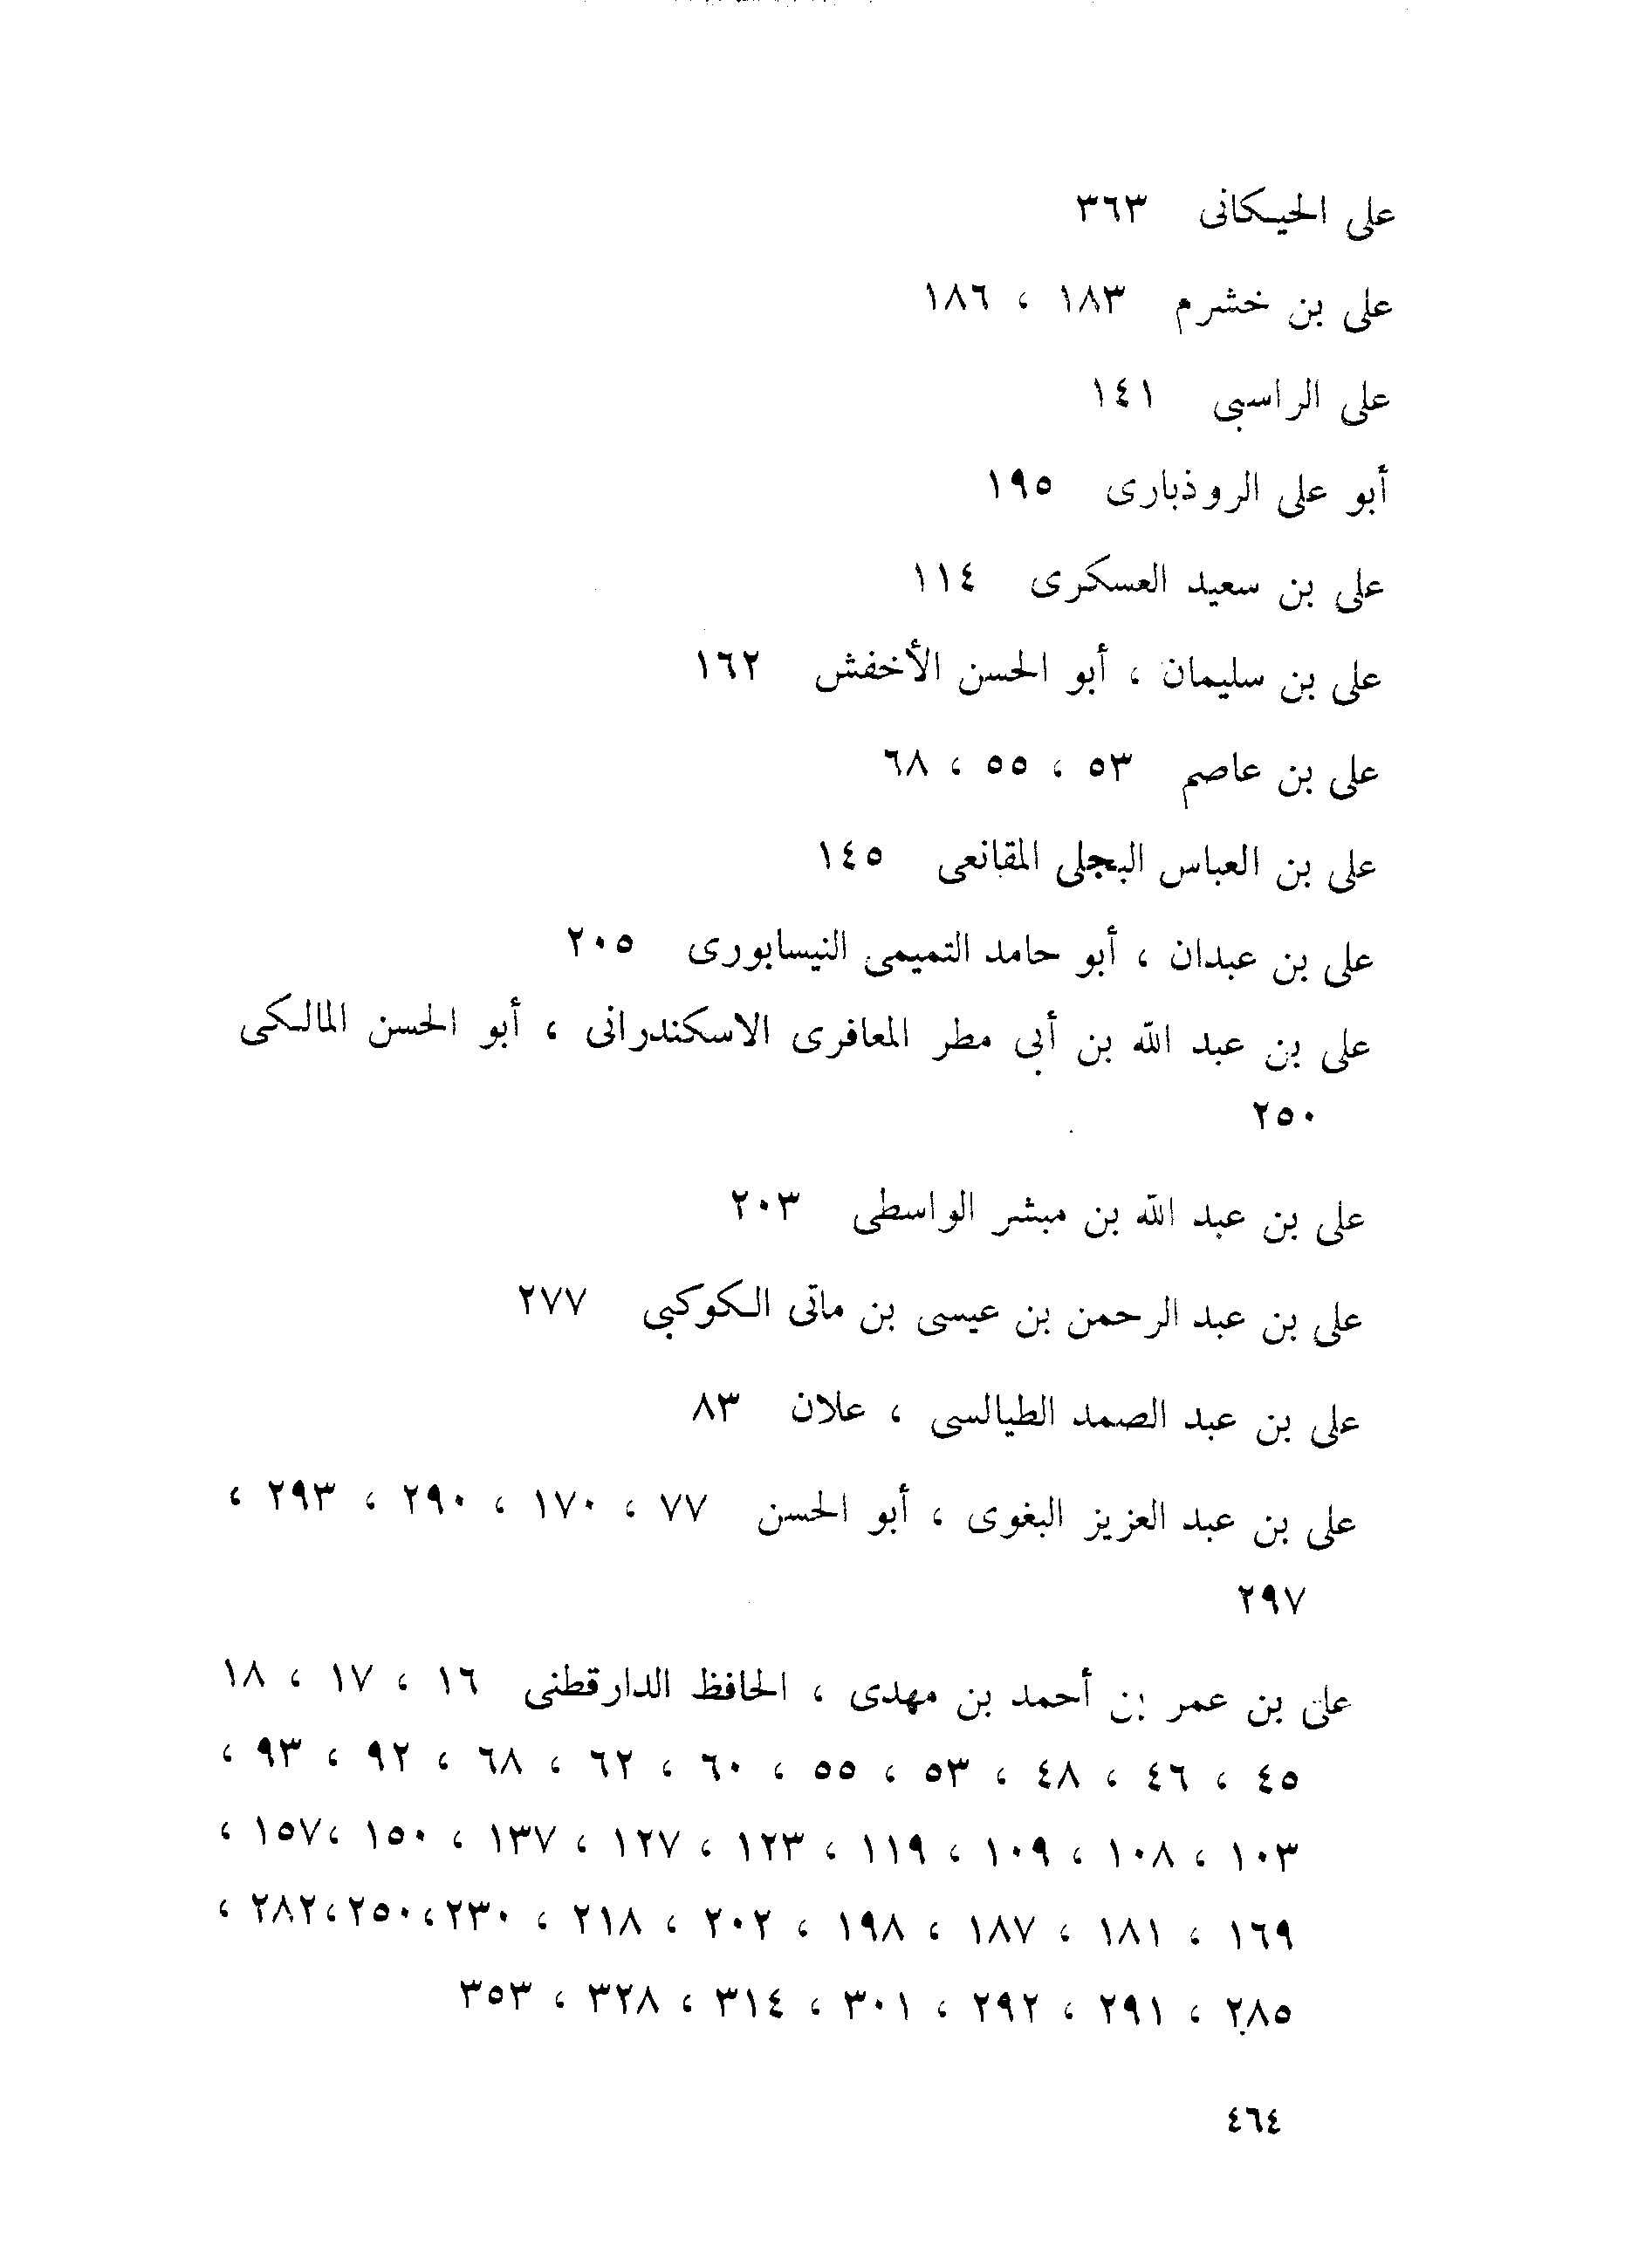 على الحيكانى ٣٦٣
على بن خشرم ١٨٣ ، ١٨٦
على الراسبى ١٤١
أبو على الروذبارى ١٩٥
على بن سعيد العسكرى ١١٤
على بن سليمان ، أبو الحسن الأخفش ١٦٢
على بن عاصم ٥٣ ، ٥٥ ، ٦٨
على بن العباس البجلى المقانعى ١٤٥
على بن عبدان ، أبو حامد التميمى النيسابورى ٢٠٥
على بن عبد الله بن أبى مطر المعافرى الاسكندرانى ، أبو الحسن المالكى
٢٥٠
على بن عبد الله بن مبشر الواسطى ٢٠٣
على بن عبد الرحمن بن عيسى بن ماتى الكوكبى ٢٧٧
على بن عبد الصمد الطيالسى ، علان ٨٣
على بن عبد العزيز البغوى ، أبو الحسن ٧٧ ، ١٧٠ ، ٢٩٠ ، ٢٩٣ ،
٢٩٧
على بن عمر بن أحمد بن مهدى ، الحافظ الدارقطنى ١٦ ، ١٧ ، ١٨
٤٥ ، ٤٦ ، ٤٨ ، ٥٣ ، ٥٥ ، ٦٠ ، ٦٢ ، ٦٨ ، ٩٢ ، ٩٣ ،
١٠٣ ، ١٠٨ ، ١٠٩ ، ١١٩ ، ١٢٣ ، ١٢٧ ، ١٣٧ ، ١٥٠ ،١٥٧ ،
١٦٩ ، ١٨١ ، ١٨٧ ، ١٩٨ ، ٢٠٢ ، ٢١٨ ، ٢٣٠،٢٥٠،٢٨٢ ،
٢٨٥ ، ٢٩١ ، ٢٩٢ ، ٣٠١ ، ٣١٤ ، ٣٢٨ ، ٣٥٣
٤٦٤